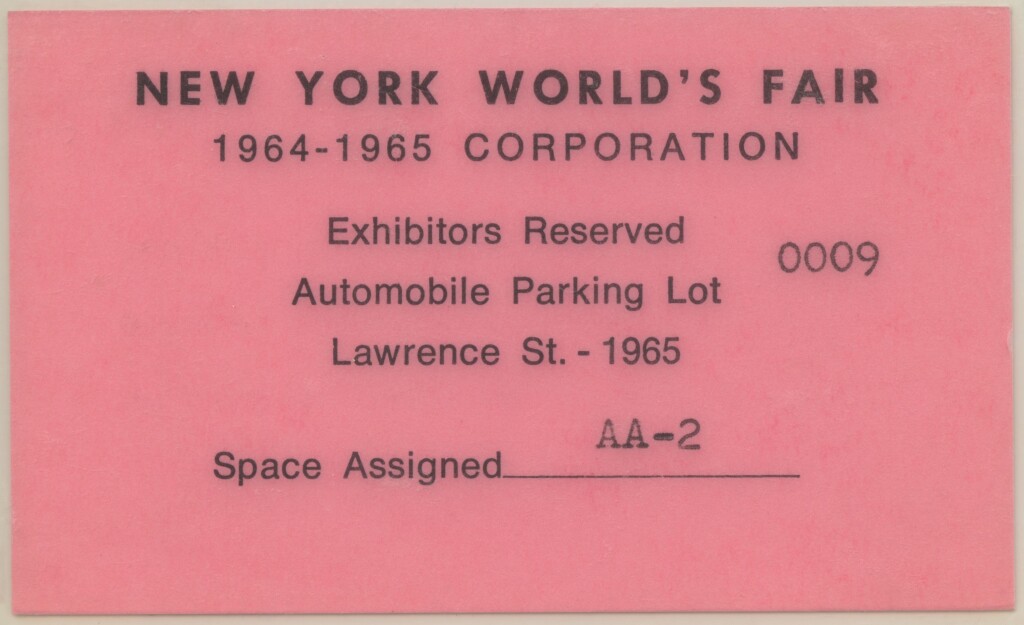 NEW YORK WORLD'S FAIR
1964-1965 CORPORATION
Exhibitors Reserved
0009
Automobile Parking Lot
Lawrence St. - 1965
AA-2
Space Assigned